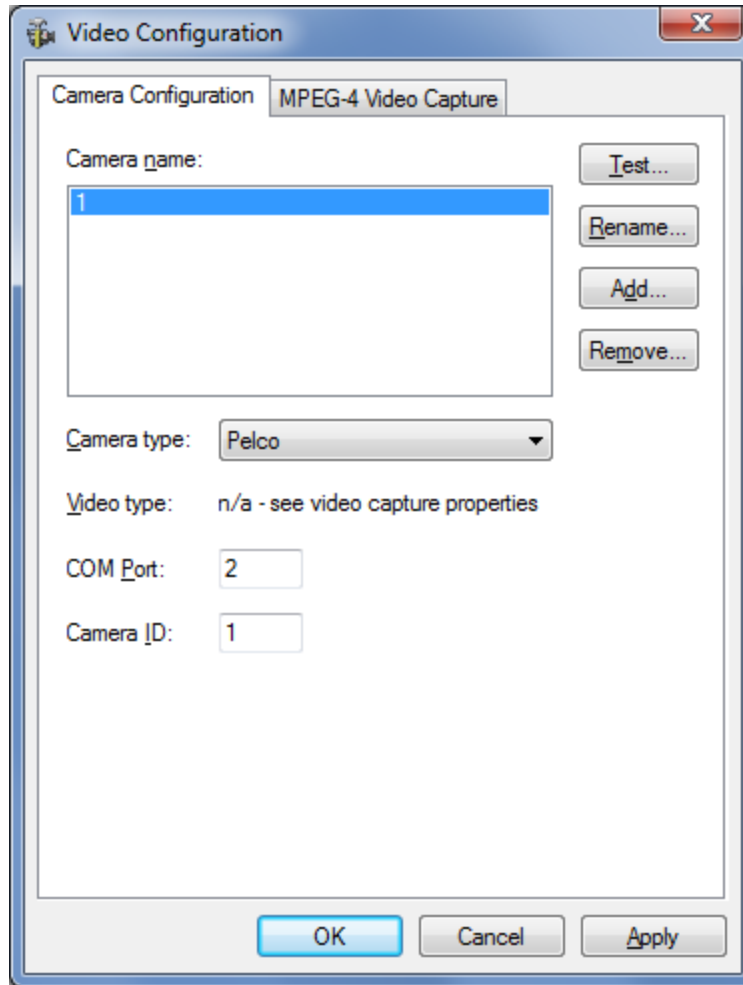 Video Configuration
Camera Configuration
MPEG-4 Video Capture
Camera name:
1
Test...
Rename...
Add...
Remove...
Camera type: Pelco
Video type: n/a - see video capture properties
COM Port: 2
Camera ID: 1
OK Cancel Apply